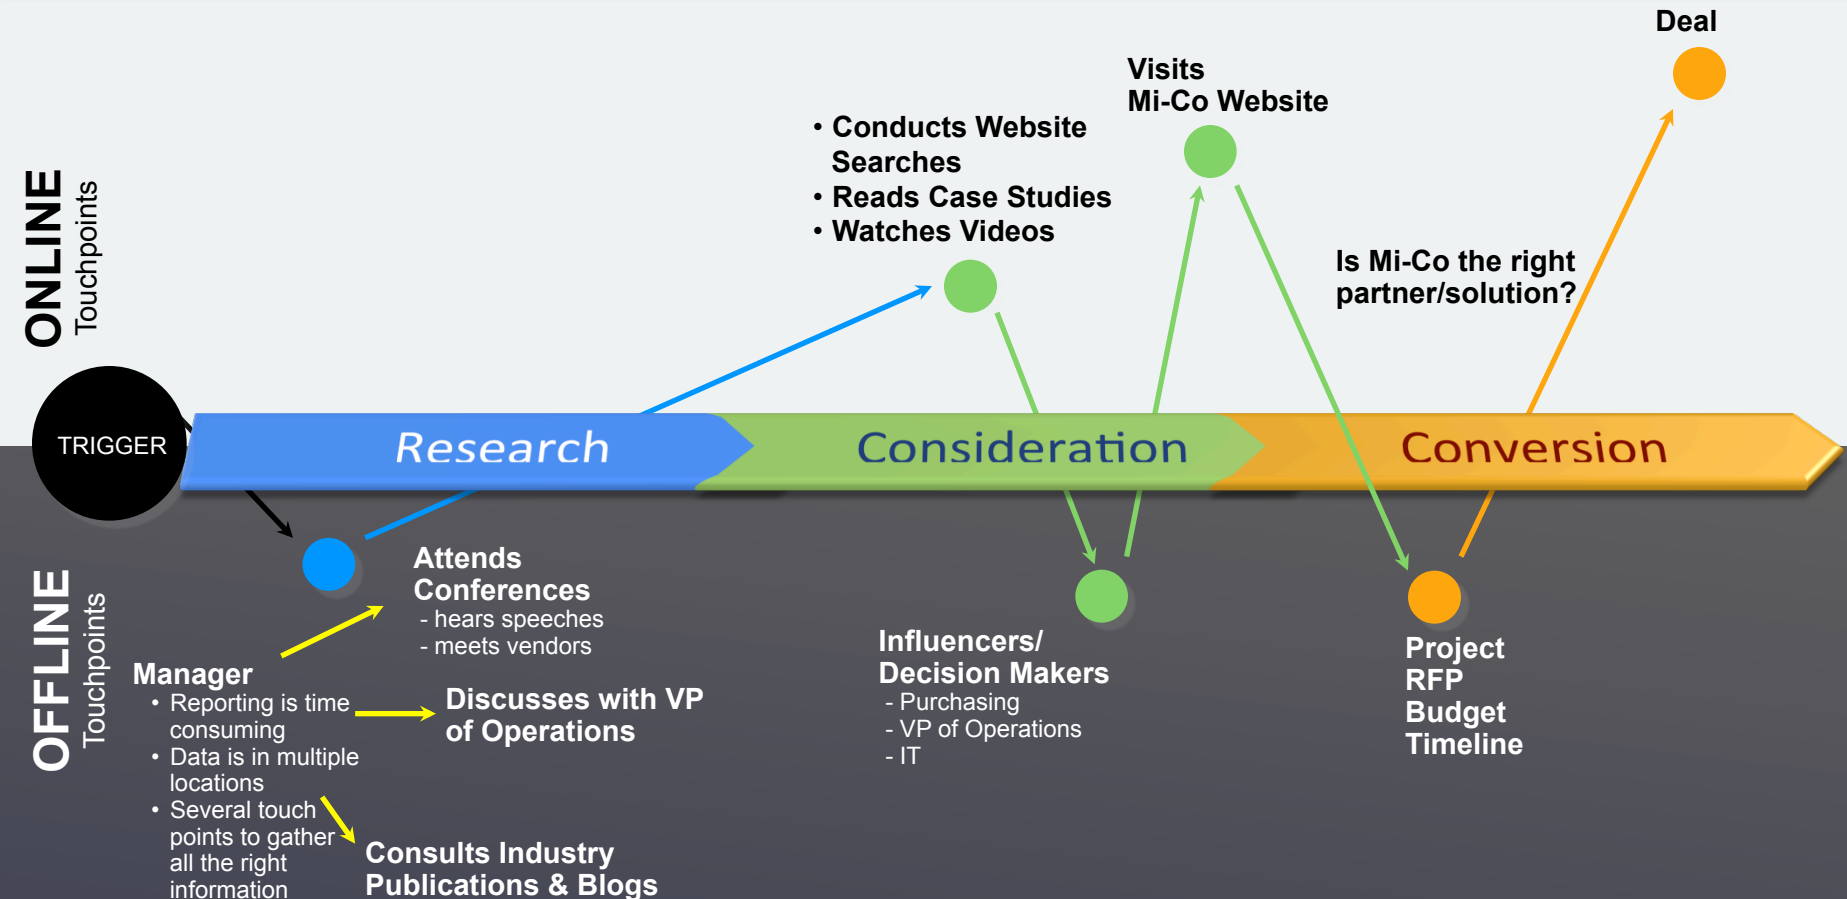 Deal
Visits
Mi-Co Website
• Conducts Website
Searches
• Reads Case Studies
• Watches Videos
Is Mi-Co the right
partner/solution?
ONLINE
Touchpoints
TRIGGER
Research
Consideration
Conversion
OFFLINE
Touchpoints
Attends
Conferences
- hears speeches
- meets vendors
Manager
• Reporting is time
consuming
• Data is in multiple
locations
• Several touch
points to gather
all the right
information
Discusses with VP
of Operations
Consults Industry
Publications & Blogs
Influencers/
Decision Makers
- Purchasing
- VP of Operations
- IT
Project
RFP
Budget
Timeline